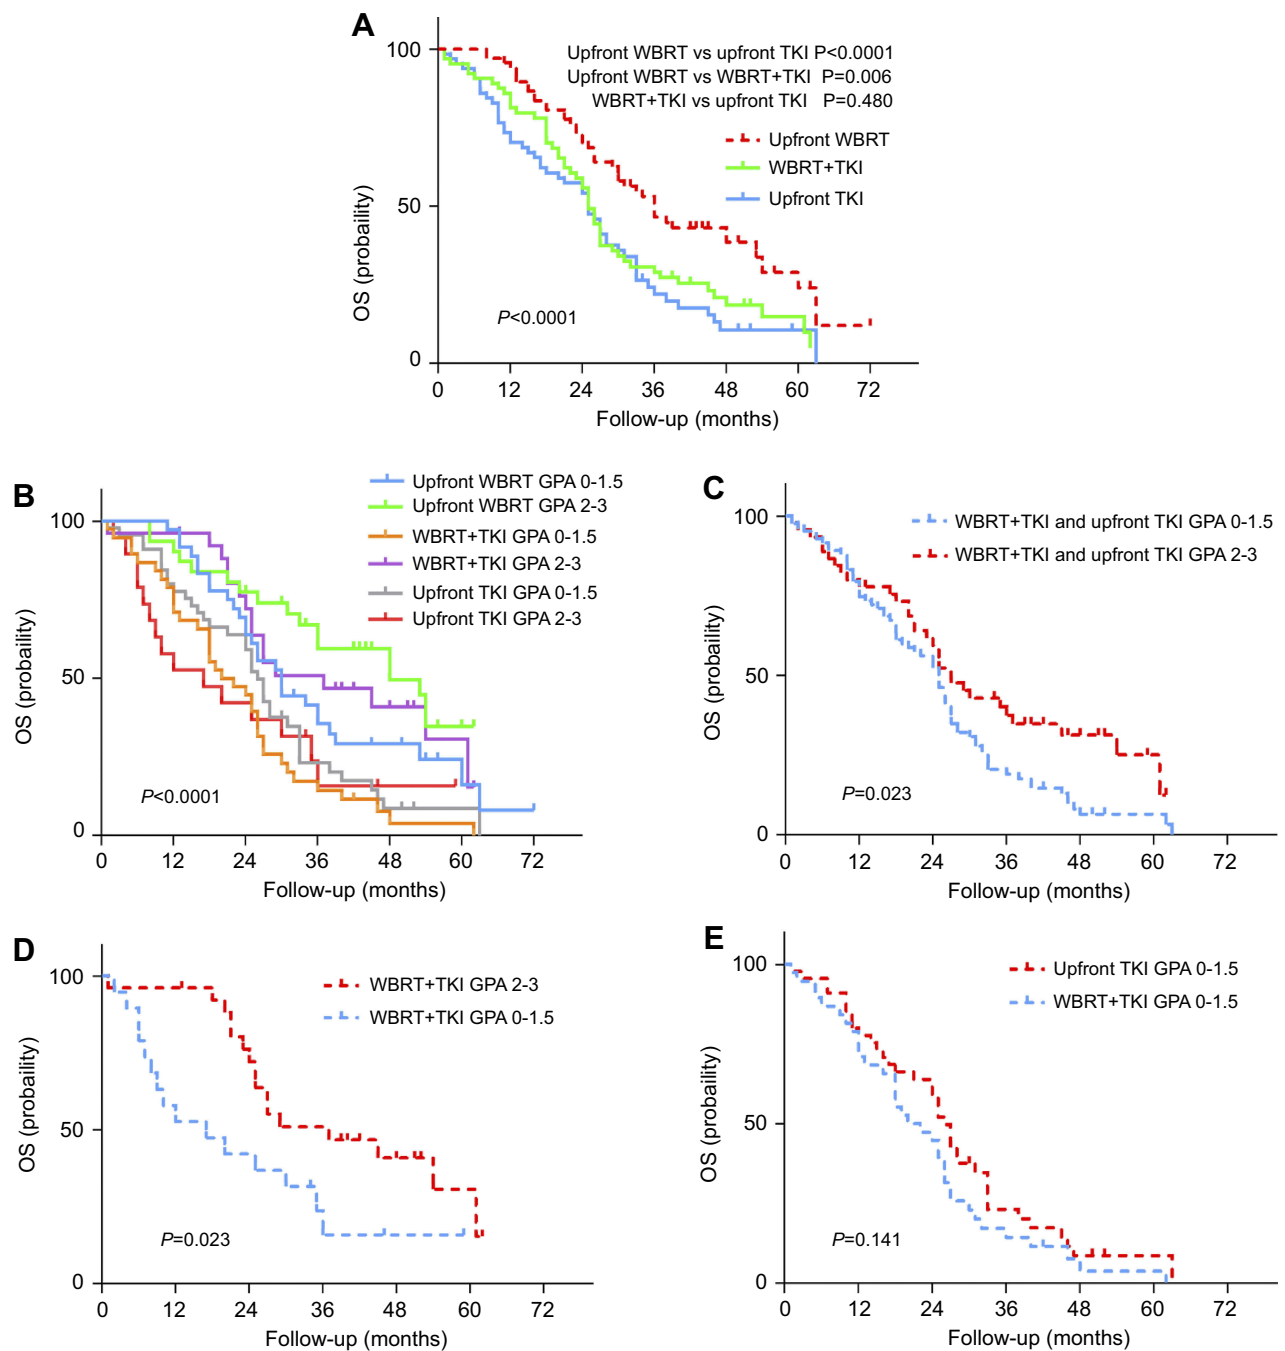 A
Upfront WBRT vs upfront TKI P<0.0001
Upfront WBRT vs WBRT+TKI P=0.006
WBRT+TKI vs upfront TKI P=0.480
Upfront WBRT
WBRT+TKI
Upfront TKI
100
50
0
OS (probaility)
P<0.0001
0 12 24 36 48 60 72
Follow-up (months)
B
Upfront WBRT GPA 0-1.5
Upfront WBRT GPA 2-3
WBRT+TKI GPA 0-1.5
WBRT+TKI GPA 2-3
Upfront TKI GPA 0-1.5
Upfront TKI GPA 2-3
100
50
0
OS (probaility)
P<0.0001
0 12 24 36 48 60 72
Follow-up (months)
C
WBRT+TKI and upfront TKI GPA 0-1.5
WBRT+TKI and upfront TKI GPA 2-3
100
50
0
OS (probaility)
P=0.023
0 12 24 36 48 60 72
Follow-up (months)
D
WBRT+TKI GPA 2-3
WBRT+TKI GPA 0-1.5
100
50
0
OS (probaility)
P=0.023
0 12 24 36 48 60 72
Follow-up (months)
E
Upfront TKI GPA 0-1.5
WBRT+TKI GPA 0-1.5
100
50
0
OS (probaility)
P=0.141
0 12 24 36 48 60 72
Follow-up (months)